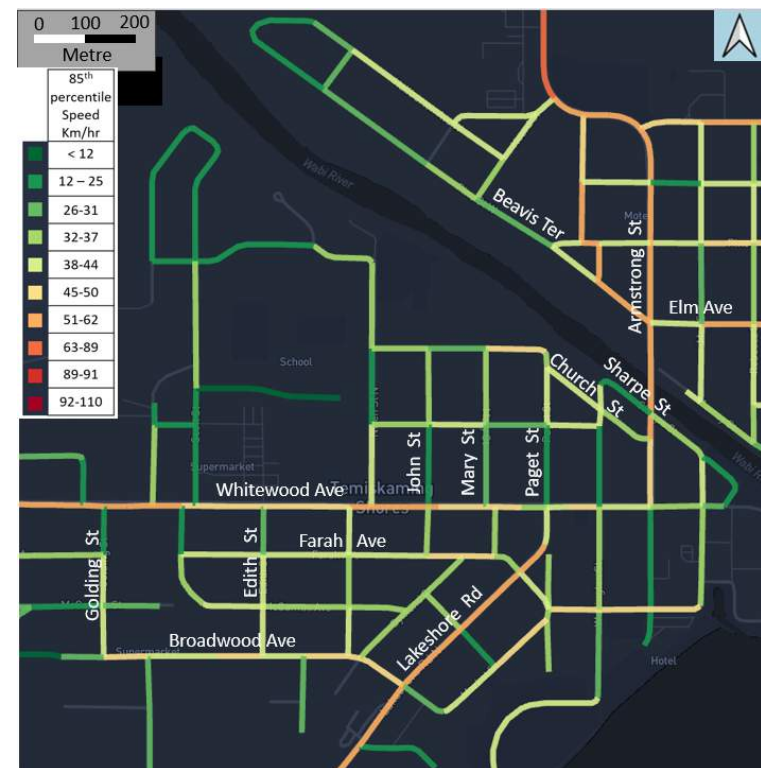 0 100 200
Metre
85th
percentile
Speed
Km/hr
< 12
12 – 25
26-31
32-37
38-44
45-50
51-62
63-89
89-91
92-110
Wabi River
Beavis Ter
Motel
Armstrong St
Elm Ave
School
Church St
Sharpe St
John St
Mary St
Paget St
Supermarket
Whitewood Ave
Temiskaming
Shores
Golding St
Edith St
Farah Ave
Lakeshore Rd
Broadwood Ave
Supermarket
Hotel